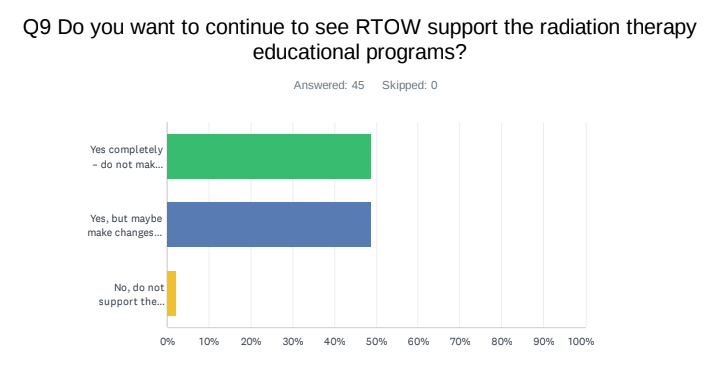 Q9 Do you want to continue to see RTOW support the radiation therapy
educational programs?
Answered: 45 Skipped: 0
Yes completely
– do not mak...
Yes, but maybe
make changes...
No, do not
support the...
0% 10% 20% 30% 40% 50% 60% 70% 80% 90% 100%